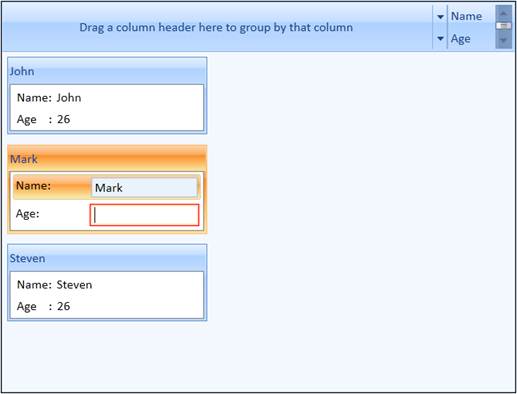 Drag a column header here to group by that column
Name
Age
John
Name: John
Age : 26
Mark
Name: Mark
Age:
Steven
Name: Steven
Age : 26